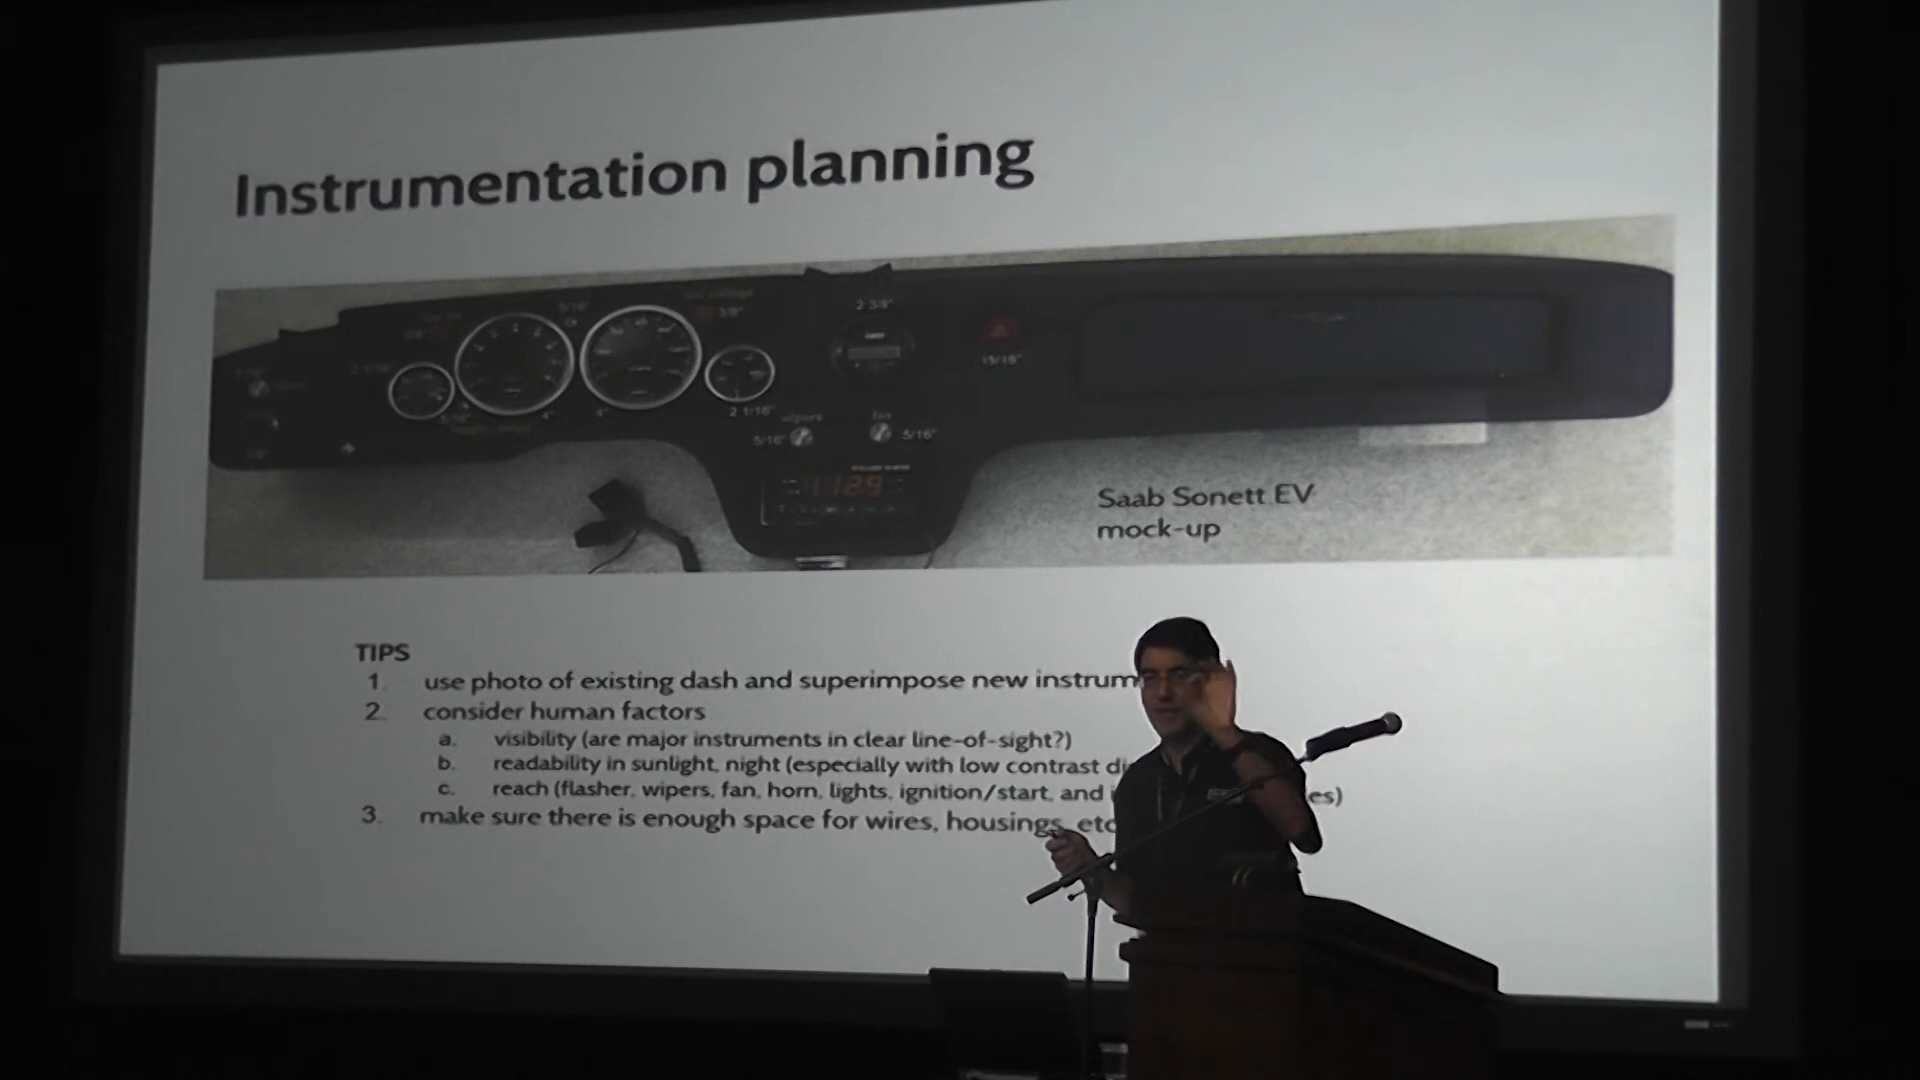 Instrumentation planning
2 3/8"
3/8"
15/16"
2 1/16"
4"
4"
wipers
fan
5/16"
5/16"
1129
Saab Sonett EV
mock-up
TIPS
1. use photo of existing dash and superimpose new instrum
2. consider human factors
a. visibility (are major instruments in clear line-of-sight?)
b. readability in sunlight, night (especially with low contrast di
c. reach (flasher, wipers, fan, horn, lights, ignition/start, and es)
3. make sure there is enough space for wires, housings, etc